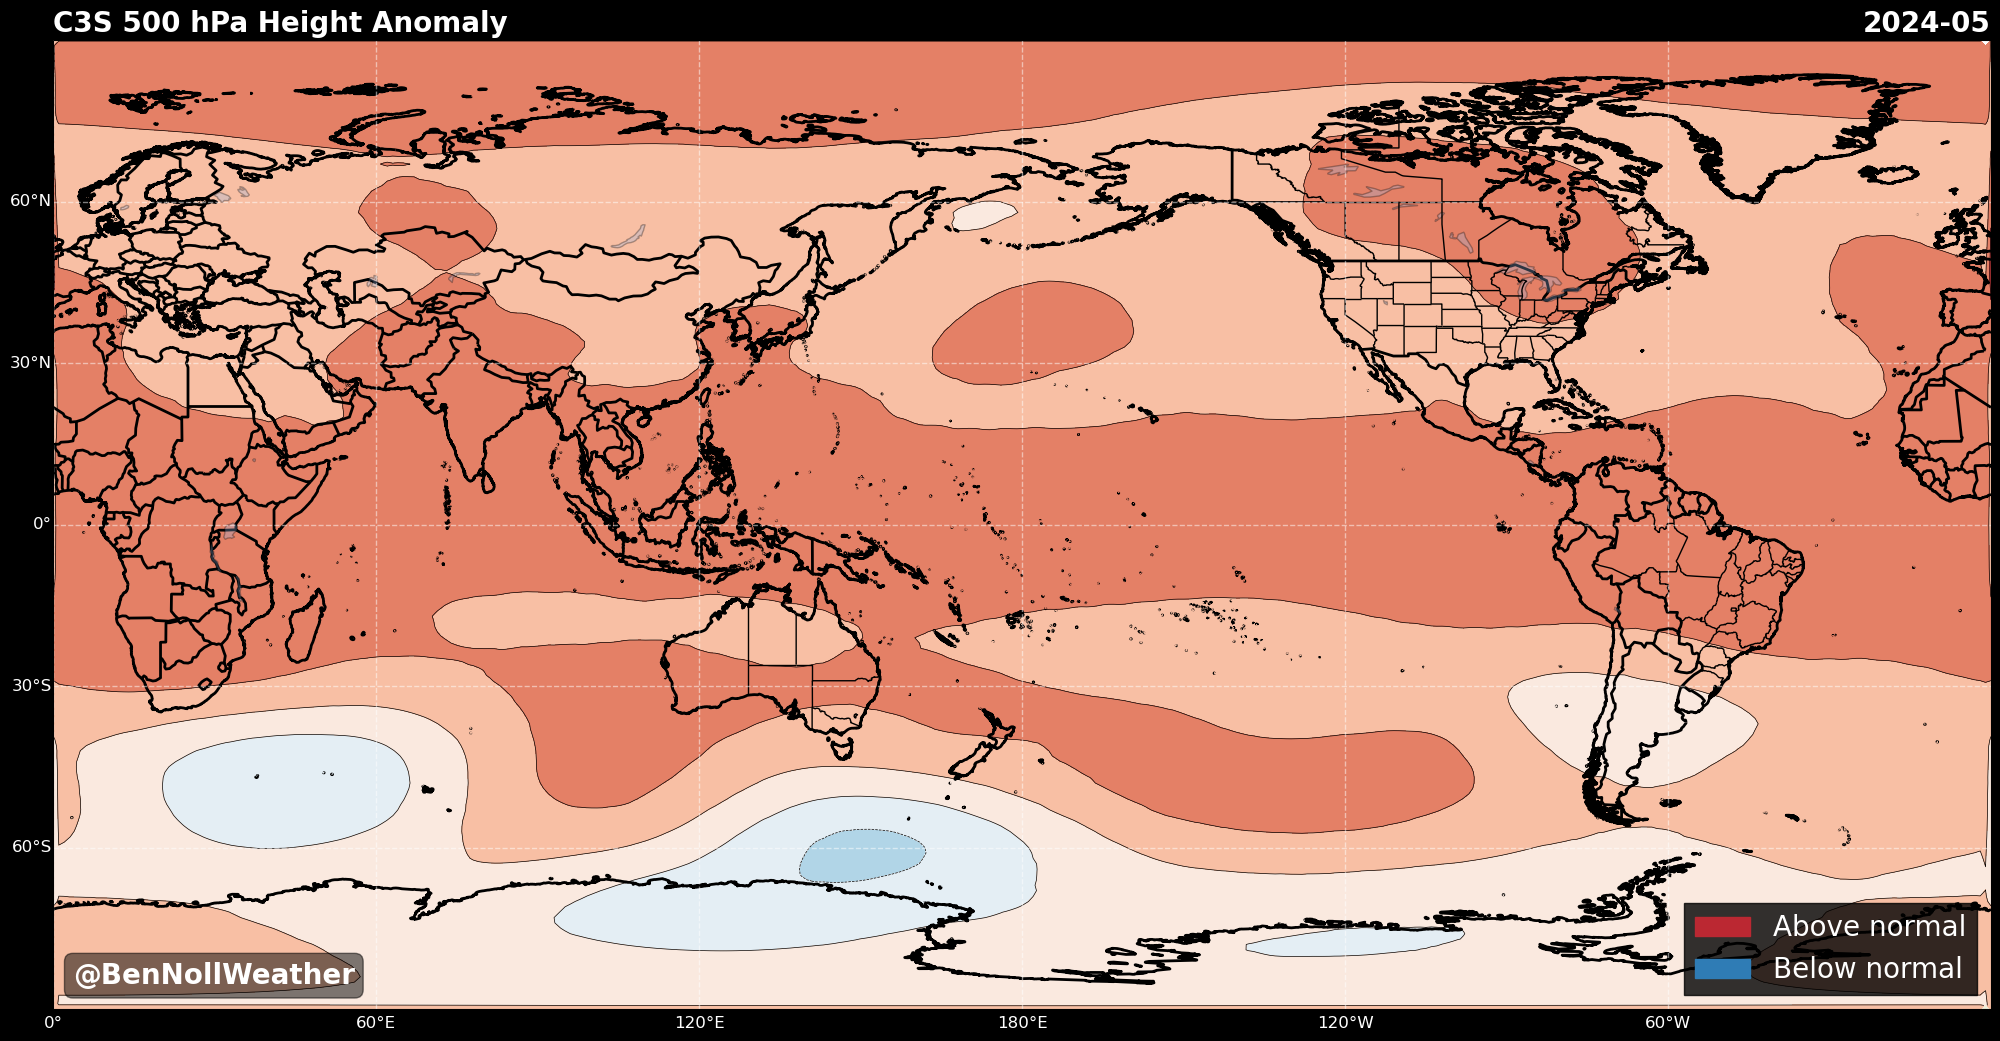 C3S 500 hPa Height Anomaly
2024-05
60°N
30°N
0°
30°S
60°S
@BenNollWeather
Above normal
Below normal
0°
60°E
120°E
180°E
120°W
60°W